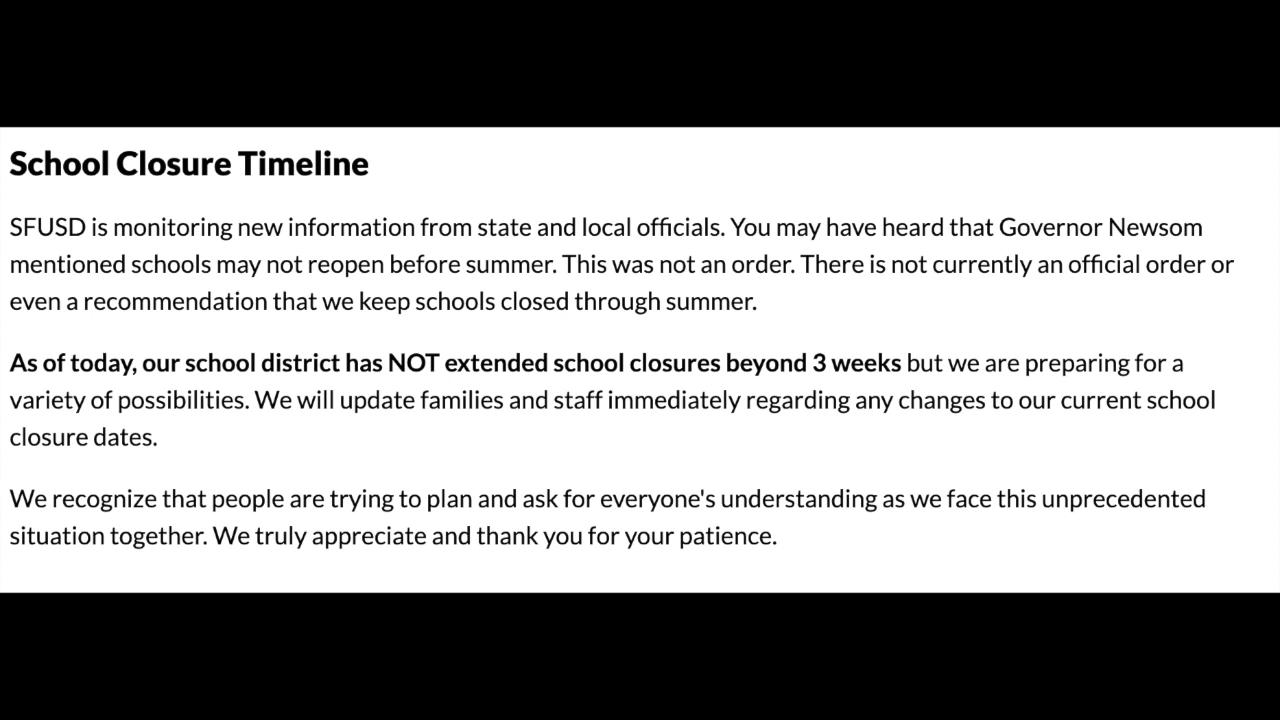 School Closure Timeline
SFUSD is monitoring new information from state and local officials. You may have heard that Governor Newsom
mentioned schools may not reopen before summer. This was not an order. There is not currently an official order or
even a recommendation that we keep schools closed through summer.
As of today, our school district has NOT extended school closures beyond 3 weeks but we are preparing for a
variety of possibilities. We will update families and staff immediately regarding any changes to our current school
closure dates.
We recognize that people are trying to plan and ask for everyone's understanding as we face this unprecedented
situation together. We truly appreciate and thank you for your patience.